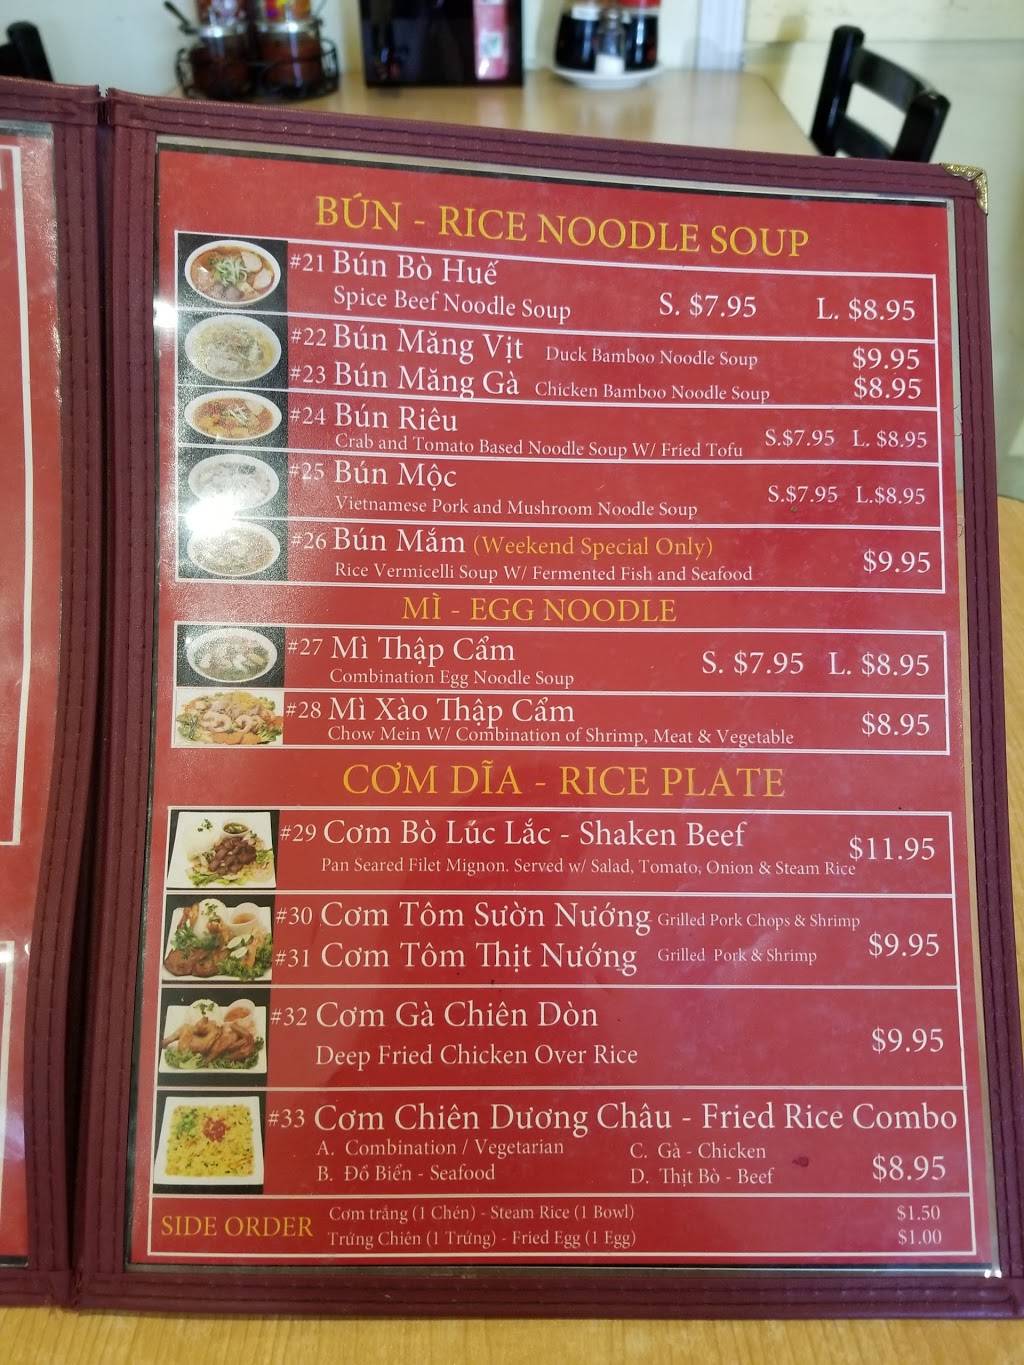 BÚN - RICE NOODLE SOUP
#21 Bún Bò Huế
Spice Beef Noodle Soup S. $7.95 L. $8.95
#22 Bún Măng Vịt Duck Bamboo Noodle Soup $9.95
#23 Bún Măng Gà Chicken Bamboo Noodle Soup $8.95
#24 Bún Riêu
Crab and Tomato Based Noodle Soup W/ Fried Tofu S.$7.95 L. $8.95
#25 Bún Mộc
Vietnamese Pork and Mushroom Noodle Soup S.$7.95 L.$8.95
#26 Bún Mắm (Weekend Special Only)
Rice Vermicelli Soup W/ Fermented Fish and Seafood $9.95
MÌ - EGG NOODLE
#27 Mì Thập Cẩm
Combination Egg Noodle Soup S. $7.95 L. $8.95
#28 Mì Xào Thập Cẩm
Chow Mein W/ Combination of Shrimp, Meat & Vegetable $8.95
CƠM DĨA - RICE PLATE
#29 Cơm Bò Lúc Lắc - Shaken Beef $11.95
Pan Seared Filet Mignon. Served w/ Salad, Tomato, Onion & Steam Rice
#30 Cơm Tôm Sườn Nướng Grilled Pork Chops & Shrimp
#31 Cơm Tôm Thịt Nướng Grilled Pork & Shrimp $9.95
#32 Cơm Gà Chiên Dòn
Deep Fried Chicken Over Rice $9.95
#33 Cơm Chiên Dương Châu - Fried Rice Combo
A. Combination / Vegetarian C. Gà - Chicken
B. Đồ Biển - Seafood D. Thịt Bò - Beef $8.95
SIDE ORDER
Cơm trắng (1 Chén) - Steam Rice (1 Bowl) $1.50
Trứng Chiên (1 Trứng) - Fried Egg (1 Egg) $1.00